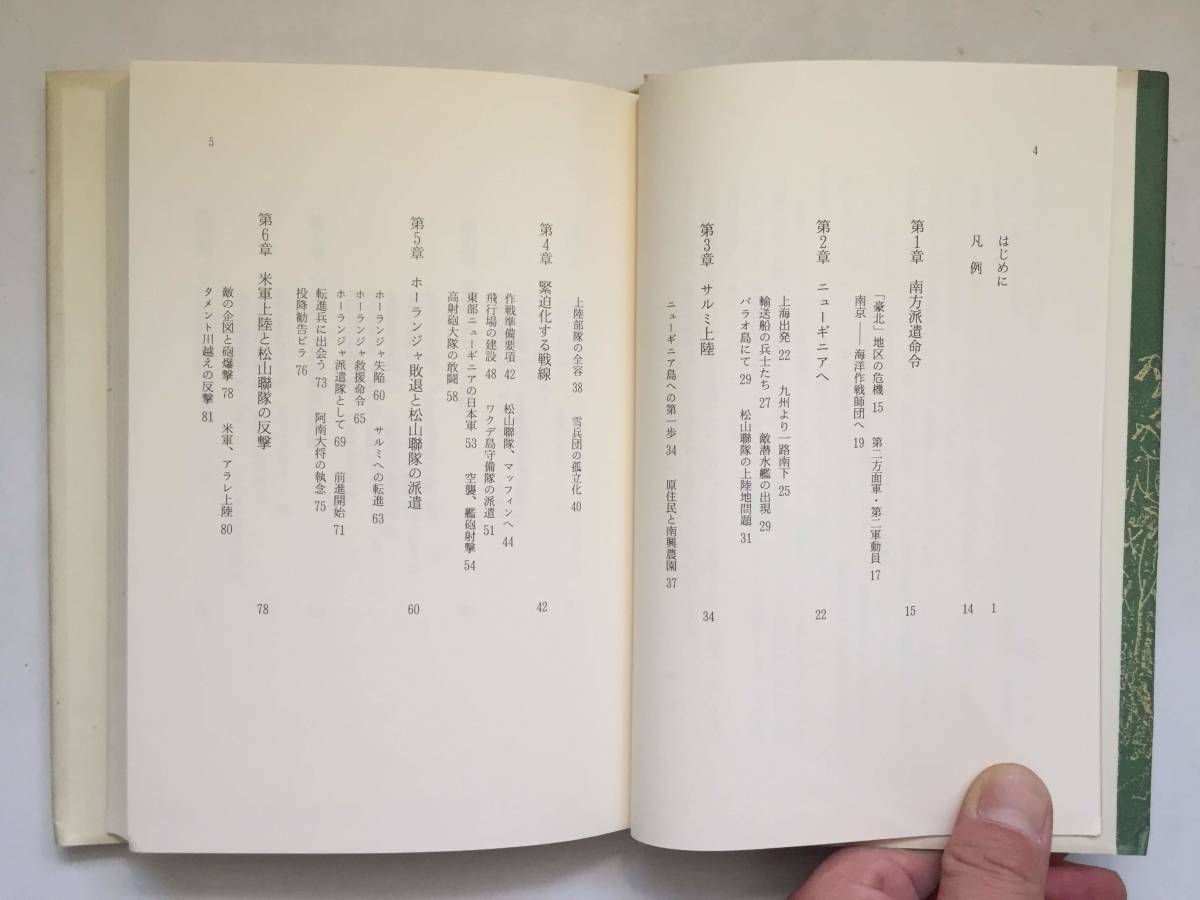 4
はじめに 1
凡例 14
第1章 南方派遣命令 15
「豪北」地区の危機 15 第二方面軍・第二軍動員 17
南京――海洋作戦師団へ 19
第2章 ニューギニアへ 22
上海出発 22 九州より一路南下 25
輸送船の兵士たち 27 敵潜水艦の出現 29
パラオ島にて 29 松山聯隊の上陸地問題 31
第3章 サルミ上陸 34
ニューギニア島への第一歩 34 原住民と南興農園 37
上陸部隊の全容 38 雪兵団の孤立化 40
第4章 緊迫化する戦線 42
作戦準備要項 42 松山聯隊、マッフィンへ 44
飛行場の建設 48 ワクデ島守備隊の派遣 51
東部ニューギニアの日本軍 53 空襲、艦砲射撃 54
高射砲大隊の敢闘 58
第5章 ホーランジャ敗退と松山聯隊の派遣 60
ホーランジャ失陥 60 サルミへの転進 63
ホーランジャ救援命令 65
ホーランジャ派遣隊として 69 前進開始 71
転進兵に出会う 73 阿南大将の執念 75
投降勧告ビラ 76
第6章 米軍上陸と松山聯隊の反撃 78
敵の企図と砲爆撃 78 米軍、アラレ上陸 80
タメント川越えの反撃 81
5